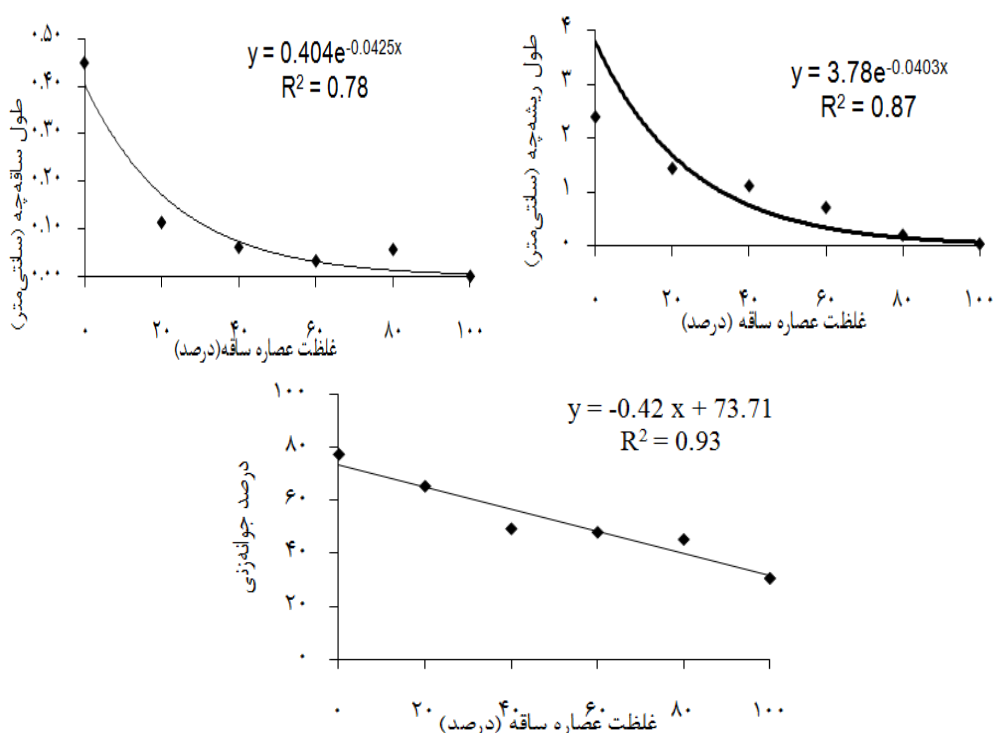 y = 0.404e^-0.0425x
R² = 0.78
طول ساقه‌چه (سانتی‌متر)
۰.۵۰
۰.۴۰
۰.۳۰
۰.۲۰
۰.۱۰
۰.۰۰
۰ ۲۰ ۴۰ ۶۰ ۸۰ ۱۰۰
غلظت عصاره ساقه(درصد)
y = 3.78e^-0.0403x
R² = 0.87
طول ریشه‌چه (سانتی‌متر)
۴
۳
۲
۱
۰
۰ ۲۰ ۴۰ ۶۰ ۸۰ ۱۰۰
غلظت عصاره ساقه (درصد)
y = -0.42 x + 73.71
R² = 0.93
درصد جوانه‌زنی
۱۰۰
۸۰
۶۰
۴۰
۲۰
۰
۰ ۲۰ ۴۰ ۶۰ ۸۰ ۱۰۰
غلظت عصاره ساقه (درصد)